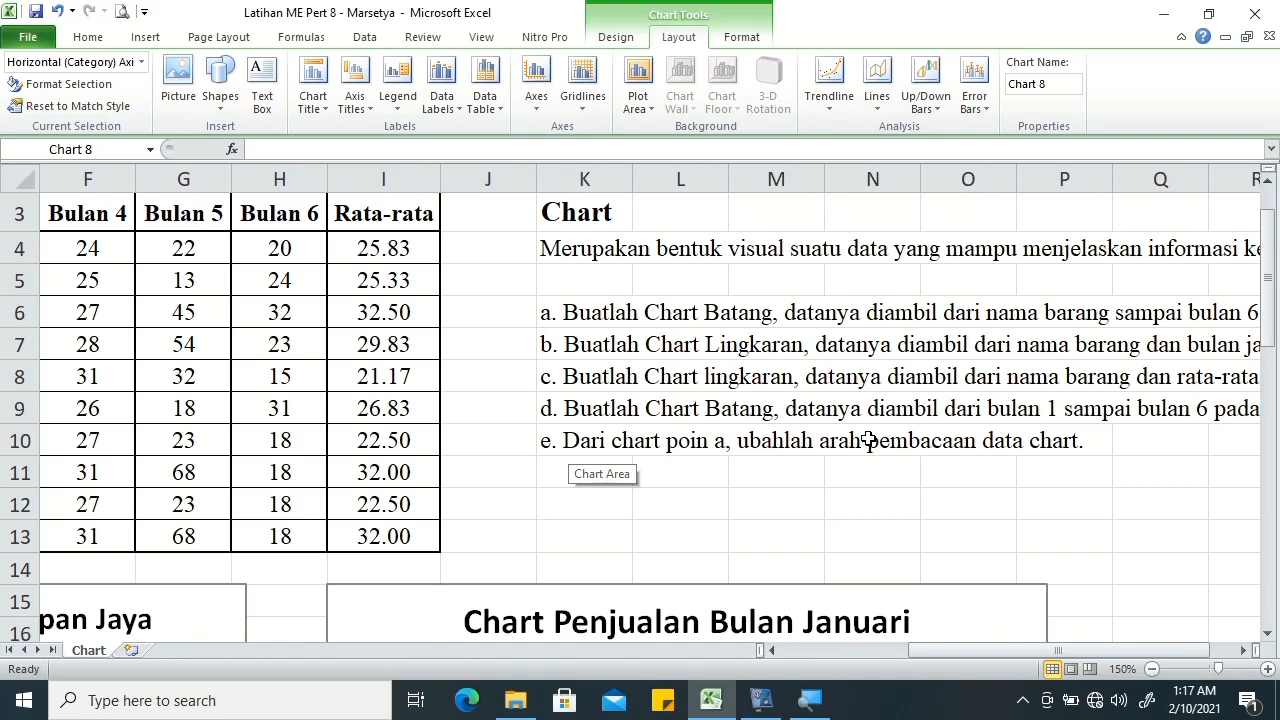 Latihan ME Pert 8 - Marsetya - Microsoft Excel
Chart Tools
File Home Insert Page Layout Formulas Data Review View Nitro Pro Design Layout Format
Horizontal (Category) Axi
Format Selection
Reset to Match Style
Current Selection
Picture Shapes Text Box
Insert
Chart Title Axis Titles Legend Data Labels Data Table
Labels
Axes Gridlines
Axes
Plot Area Chart Wall Chart Floor 3-D Rotation
Background
Trendline Lines Up/Down Bars Error Bars
Analysis
Chart Name:
Chart 8
Properties
Chart 8 fx
F G H I J K L M N O P Q R
3 Bulan 4 Bulan 5 Bulan 6 Rata-rata Chart
4 24 22 20 25.83 Merupakan bentuk visual suatu data yang mampu menjelaskan informasi ke
5 25 13 24 25.33
6 27 45 32 32.50 a. Buatlah Chart Batang, datanya diambil dari nama barang sampai bulan 6
7 28 54 23 29.83 b. Buatlah Chart Lingkaran, datanya diambil dari nama barang dan bulan ja
8 31 32 15 21.17 c. Buatlah Chart lingkaran, datanya diambil dari nama barang dan rata-rata
9 26 18 31 26.83 d. Buatlah Chart Batang, datanya diambil dari bulan 1 sampai bulan 6 pada
10 27 23 18 22.50 e. Dari chart poin a, ubahlah arah pembacaan data chart.
11 31 68 18 32.00 Chart Area
12 27 23 18 22.50
13 31 68 18 32.00
14
15
16
pan Jaya
Chart Penjualan Bulan Januari
Chart
Ready 150%
Type here to search
1:17 AM
2/10/2021
1